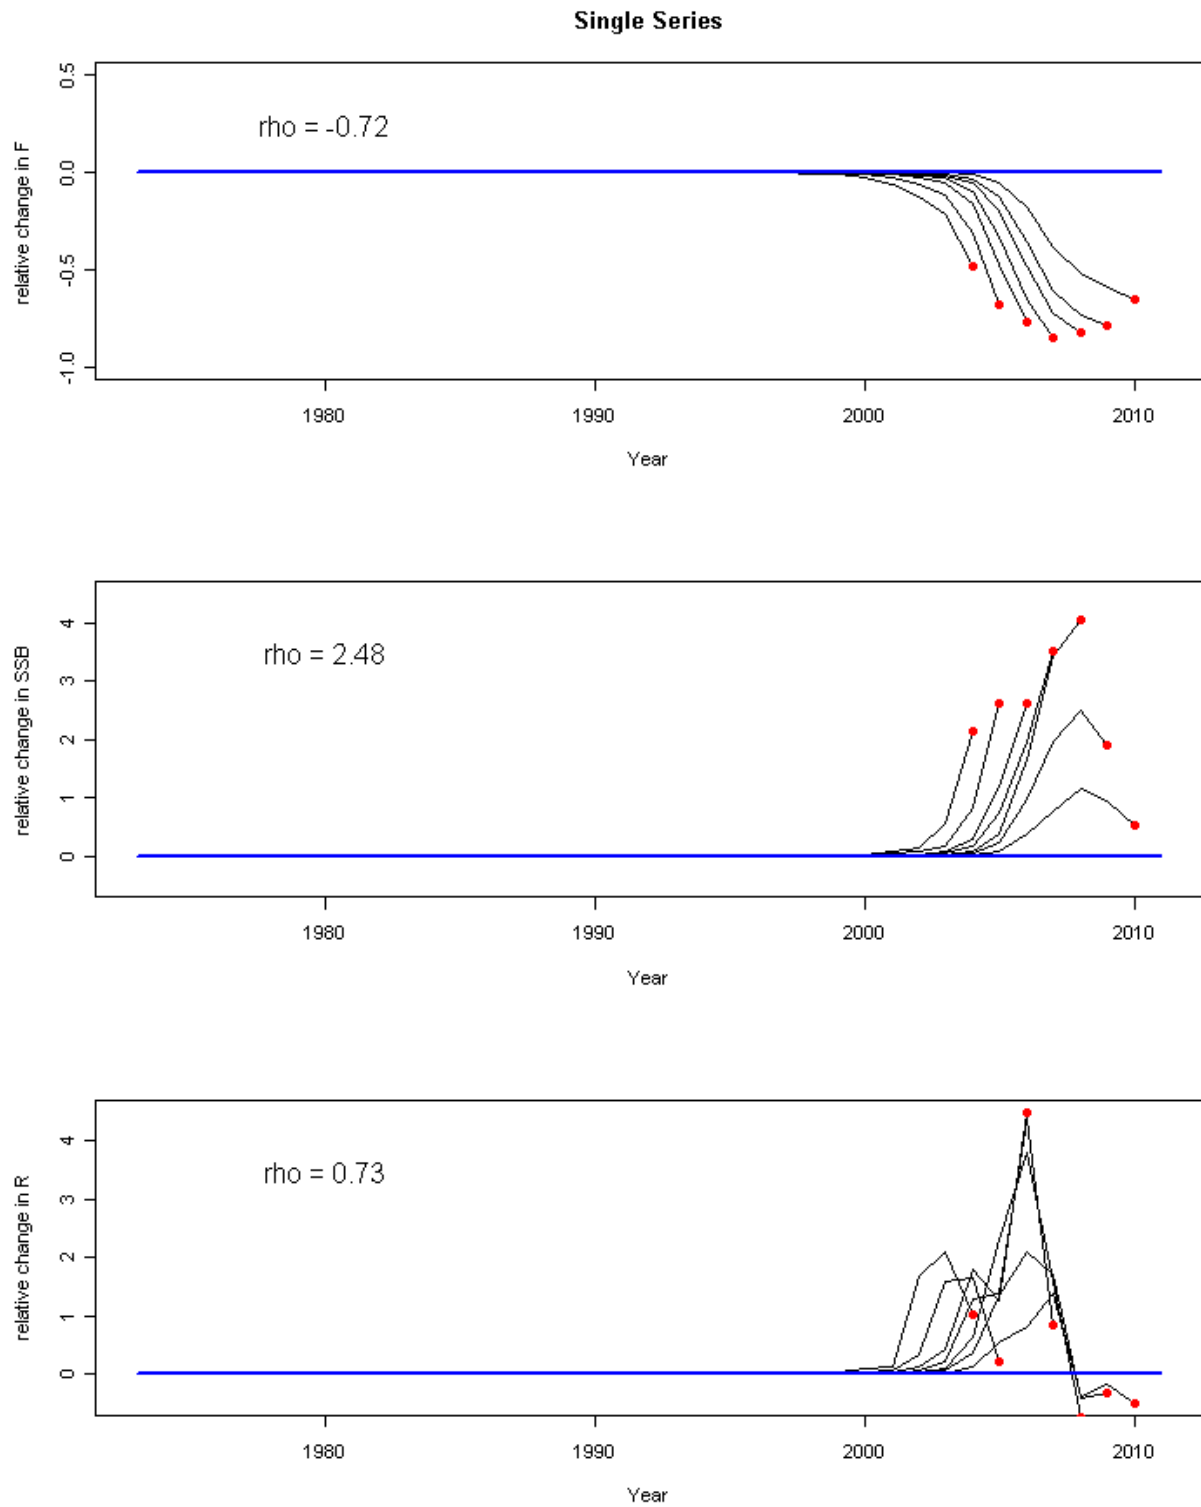 Single Series
relative change in F
0.5
0.0
-0.5
-1.0
rho = -0.72
1980 1990 2000 2010
Year
relative change in SSB
4
3
2
1
0
rho = 2.48
1980 1990 2000 2010
Year
relative change in R
4
3
2
1
0
rho = 0.73
1980 1990 2000 2010
Year